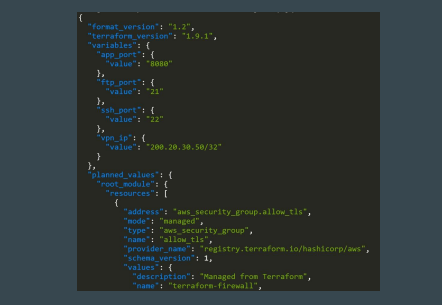 {
"format_version": "1.2",
"terraform_version": "1.9.1",
"variables": {
"app_port": {
"value": "8080"
},
"ftp_port": {
"value": "21"
},
"ssh_port": {
"value": "22"
},
"vpn_ip": {
"value": "200.20.30.50/32"
}
},
"planned_values": {
"root_module": {
"resources": [
{
"address": "aws_security_group.allow_tls",
"mode": "managed",
"type": "aws_security_group",
"name": "allow_tls",
"provider_name": "registry.terraform.io/hashicorp/aws",
"schema_version": 1,
"values": {
"description": "Managed from Terraform",
"name": "terraform-firewall",